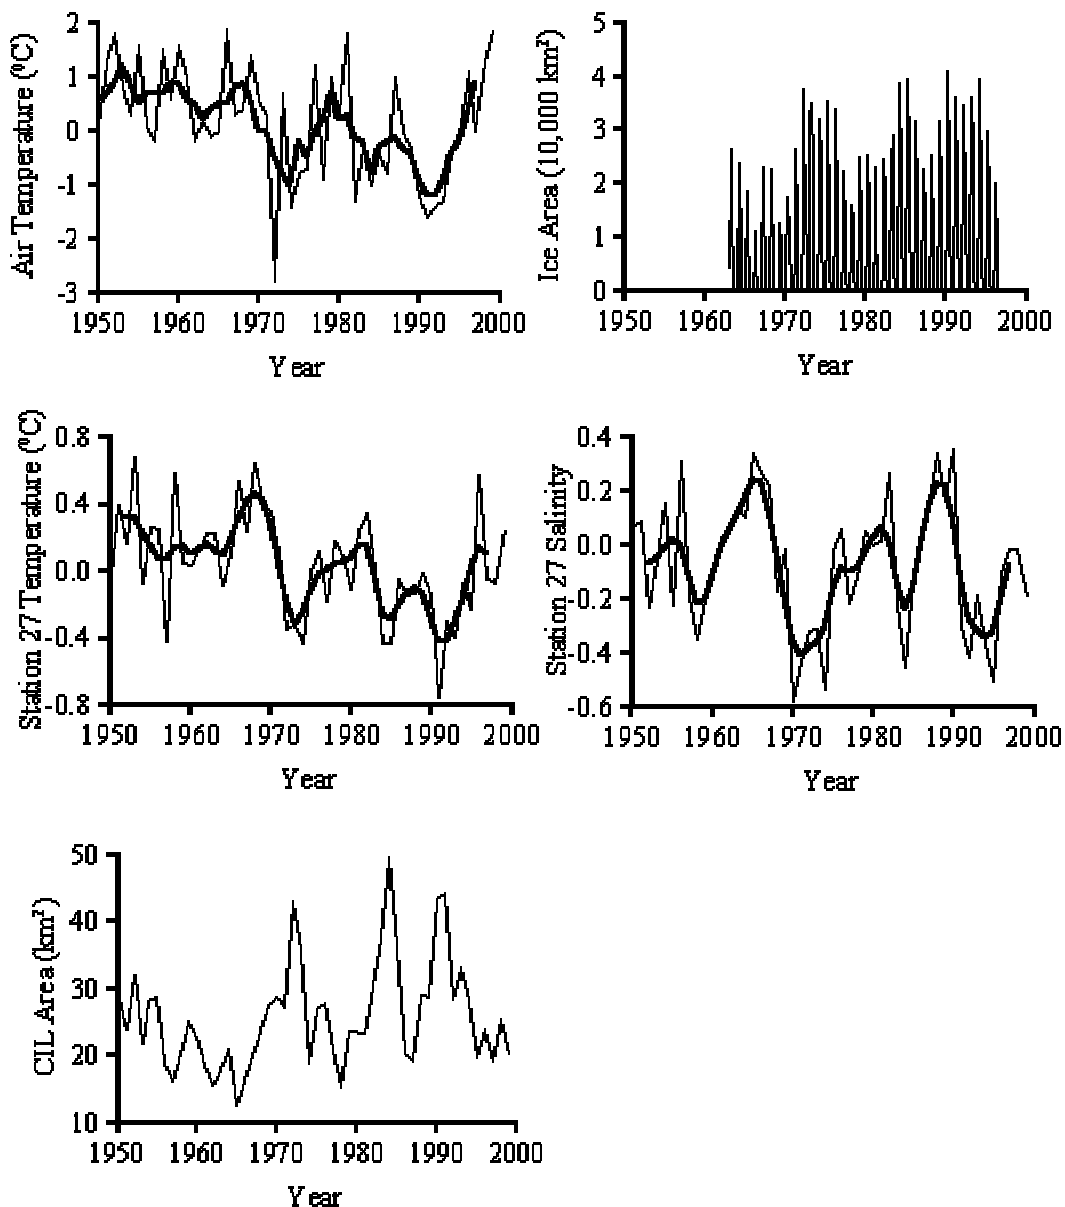 Air Temperature (⁰C)
2
1
0
-1
-2
-3
1950 1960 1970 1980 1990 2000
Year
Ice Area (10,000 km²)
5
4
3
2
1
0
1950 1960 1970 1980 1990 2000
Year
Station 27 Temperature (⁰C)
0.8
0.4
0.0
-0.4
-0.8
1950 1960 1970 1980 1990 2000
Year
Station 27 Salinity
0.4
0.2
0.0
-0.2
-0.4
-0.6
1950 1960 1970 1980 1990 2000
Year
CIL Area (km²)
50
40
30
20
10
1950 1960 1970 1980 1990 2000
Year